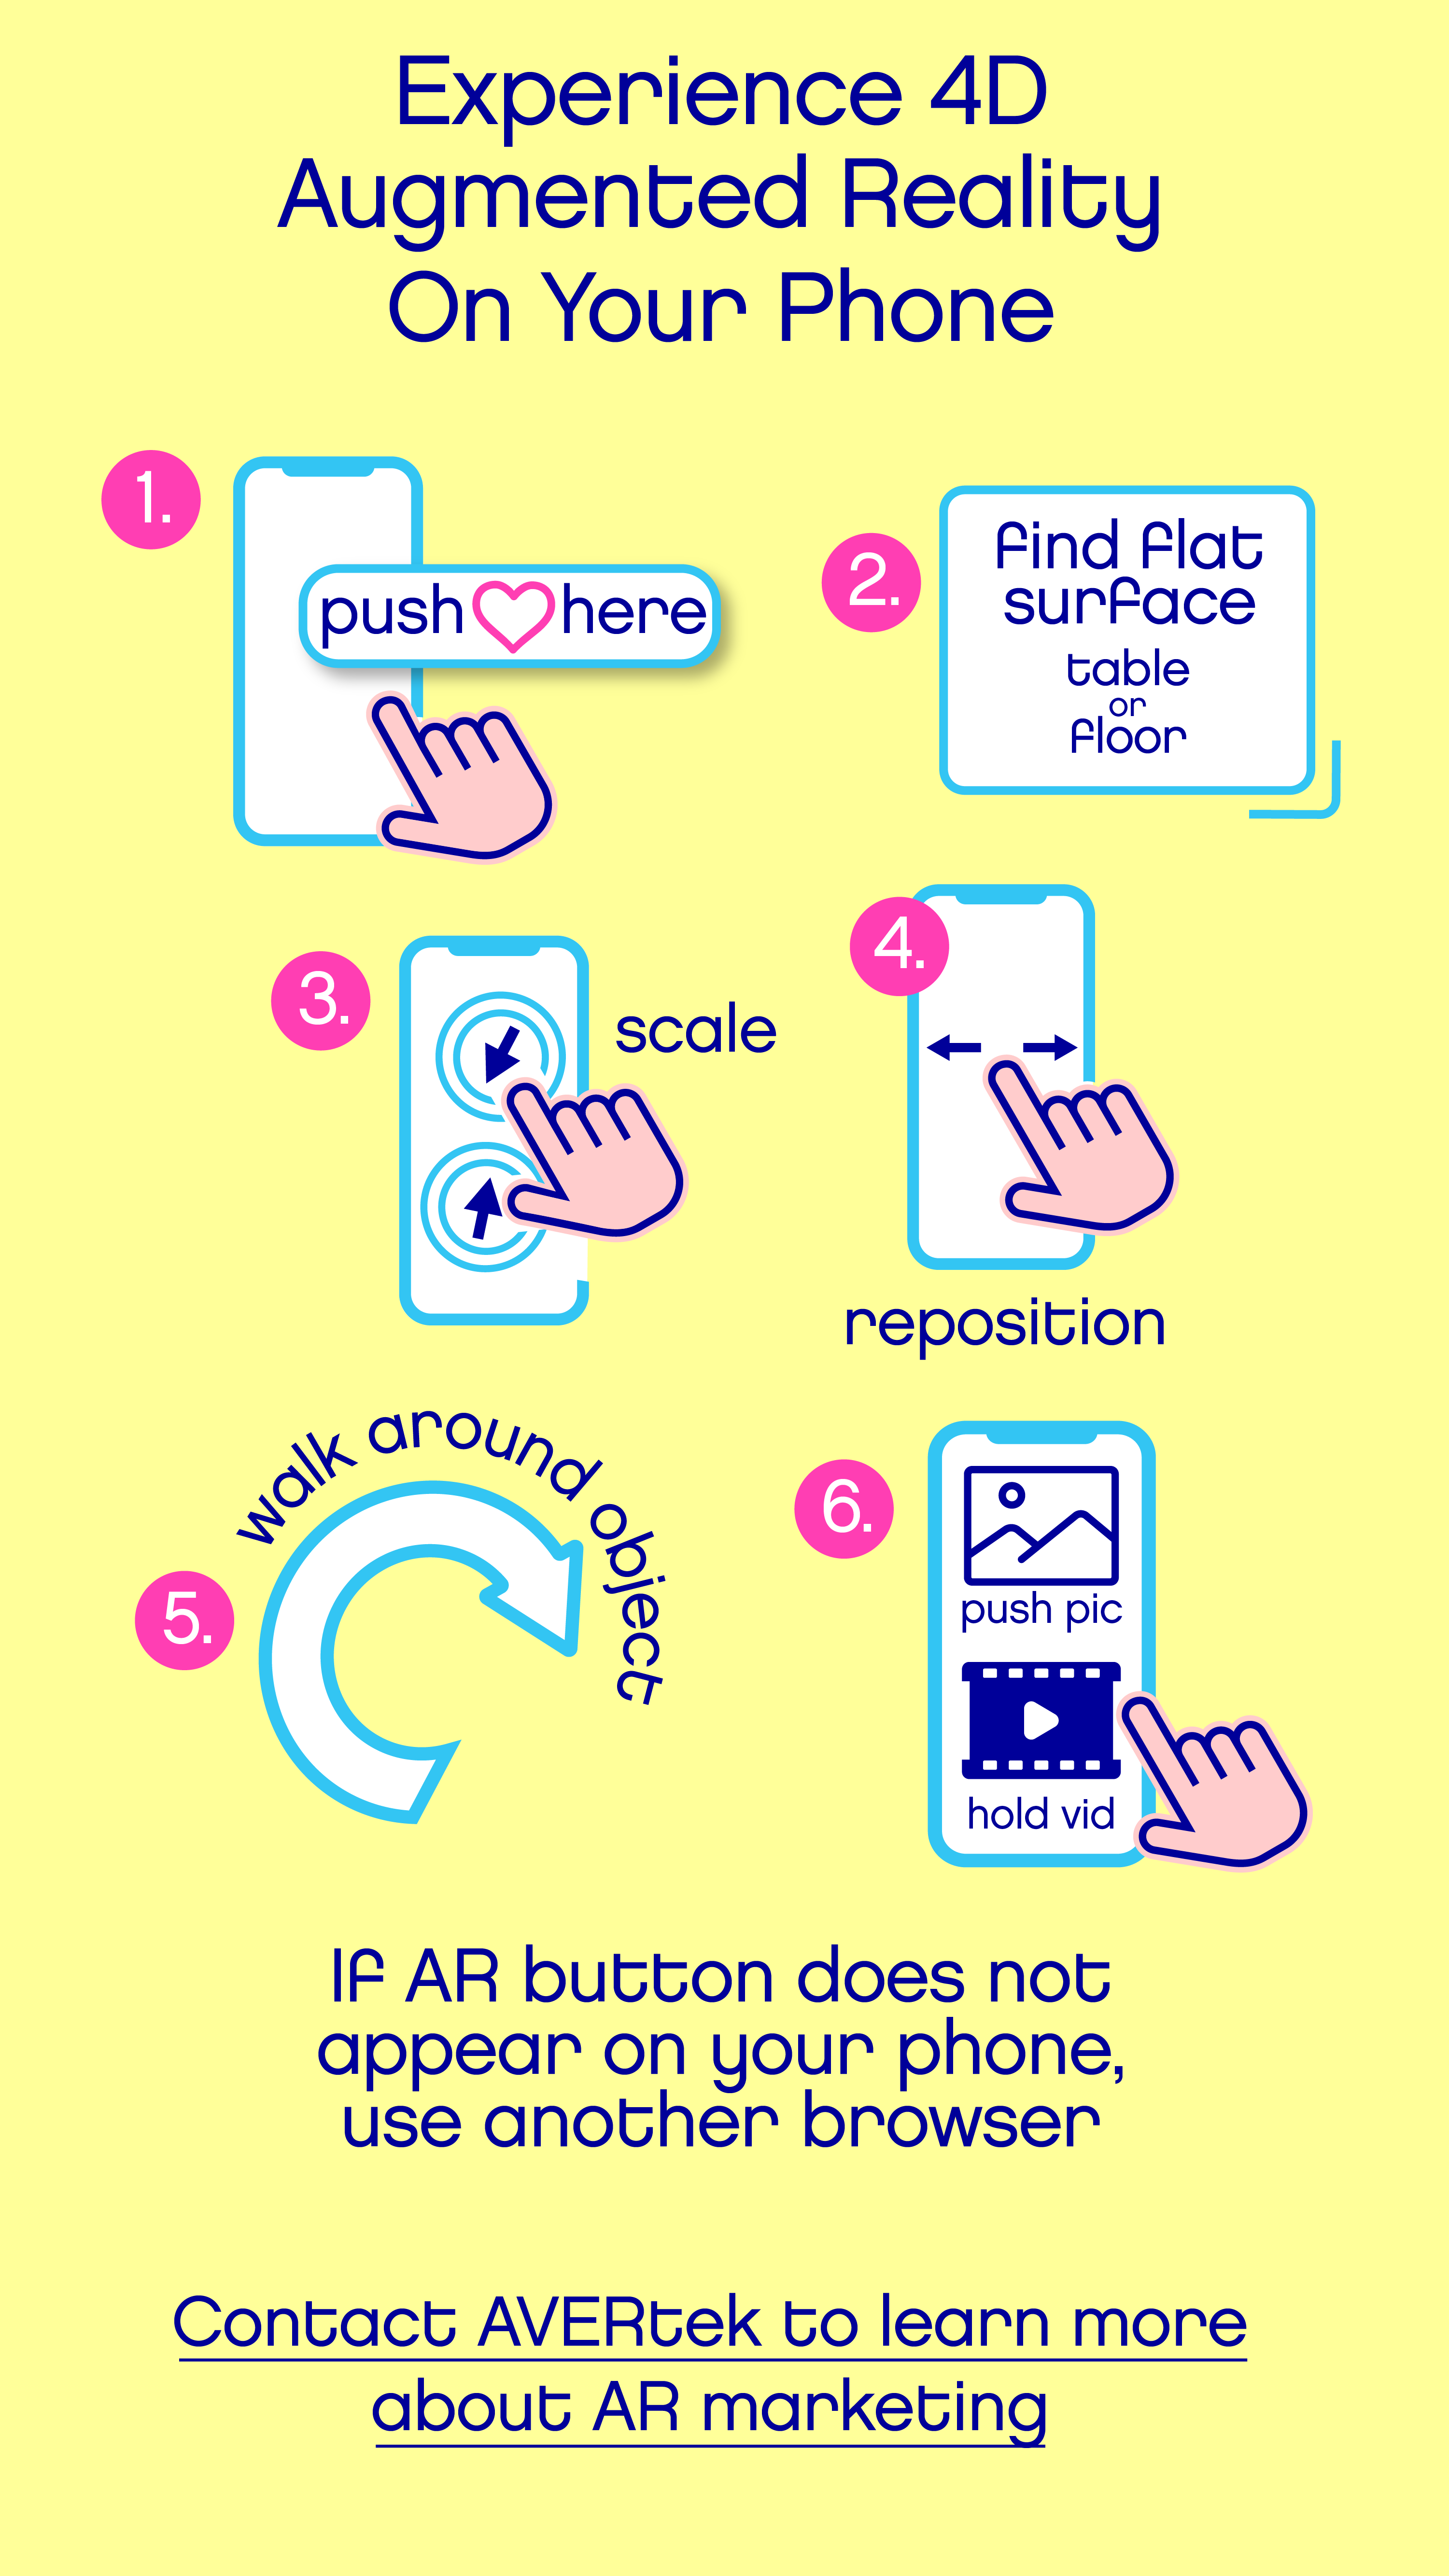 Experience 4D
Augmented Reality
On Your Phone
1.
push here
2.
find flat
surface
table
or
floor
3.
scale
4.
reposition
5.
walk around object
6.
push pic
hold vid
If AR button does not
appear on your phone,
use another browser
Contact AVERtek to learn more
about AR marketing